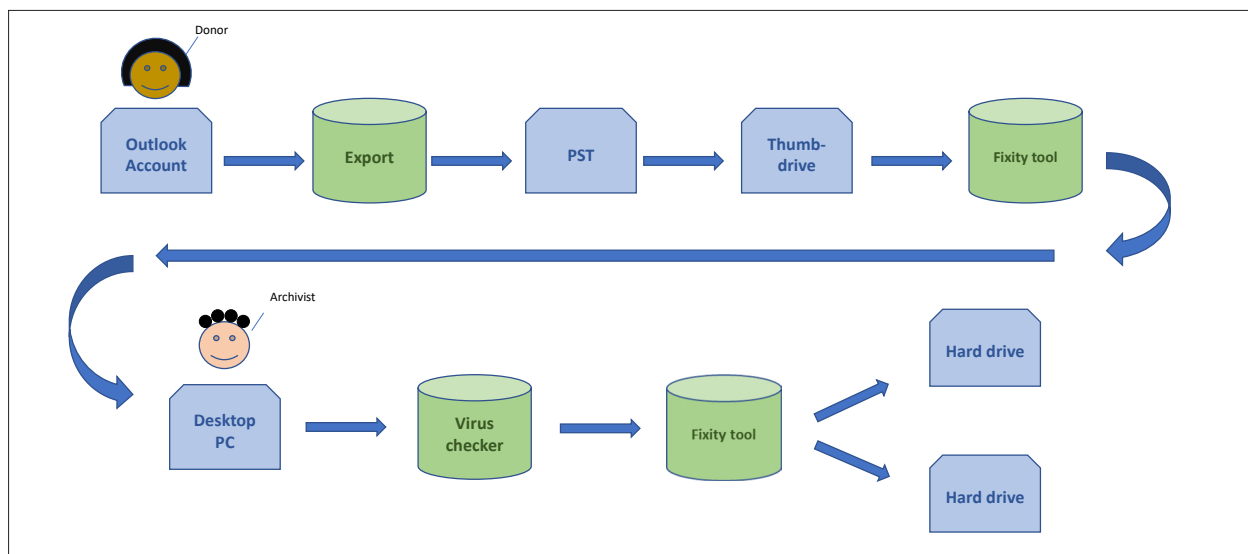 Donor
Outlook
Account
Export
PST
Thumb-
drive
Fixity tool
Archivist
Desktop
PC
Virus
checker
Fixity tool
Hard drive
Hard drive